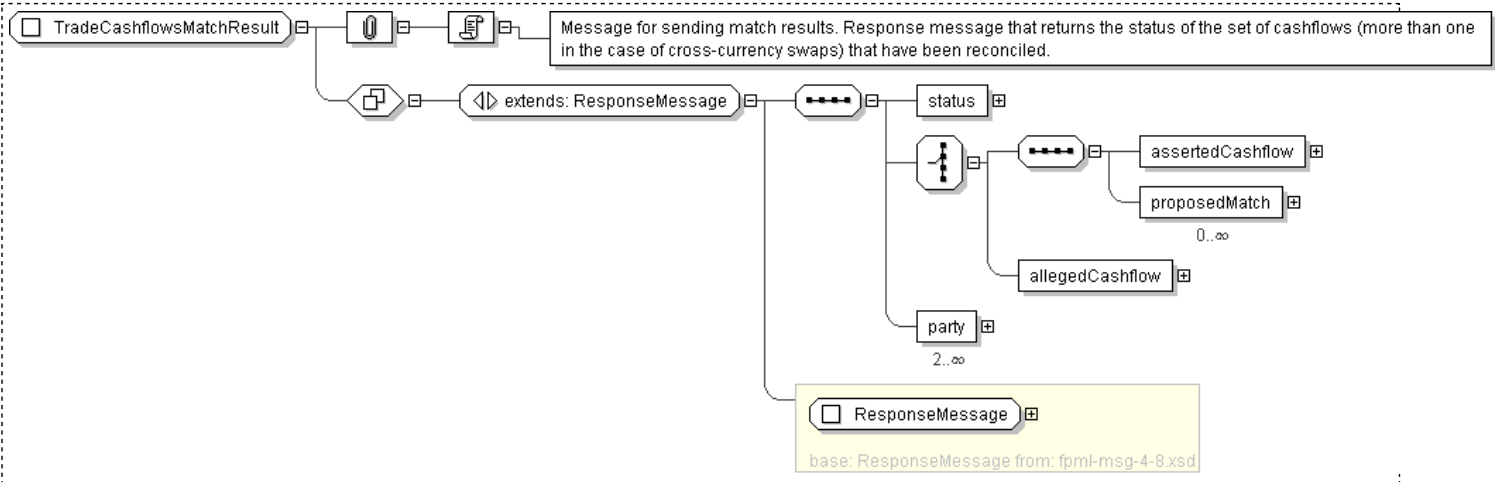 TradeCashflowsMatchResult
Message for sending match results. Response message that returns the status of the set of cashflows (more than one
in the case of cross-currency swaps) that have been reconciled.
extends: ResponseMessage
status
assertedCashflow
proposedMatch
0..∞
allegedCashflow
party
2..∞
ResponseMessage
base: ResponseMessage from: fpml-msg-4-8.xsd